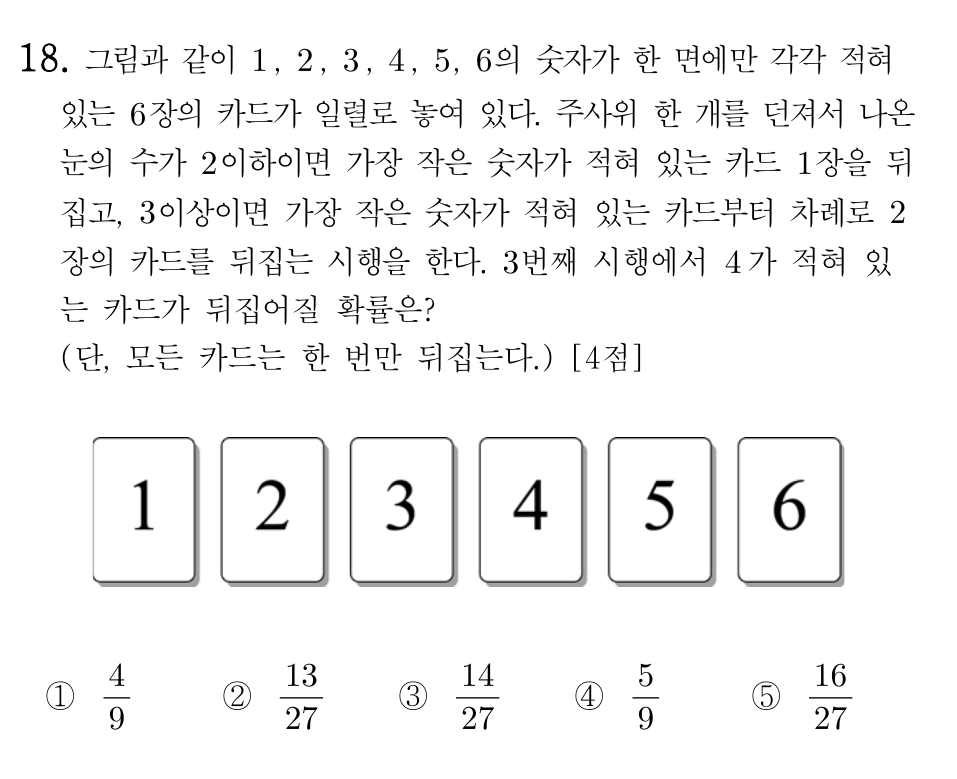 18. 그림과 같이 1, 2, 3, 4, 5, 6의 숫자가 한 면에만 각각 적혀
있는 6장의 카드가 일렬로 놓여 있다. 주사위 한 개를 던져서 나온
눈의 수가 2이하이면 가장 작은 숫자가 적혀 있는 카드 1장을 뒤
집고, 3이상이면 가장 작은 숫자가 적혀 있는 카드부터 차례로 2
장의 카드를 뒤집는 시행을 한다. 3번째 시행에서 4가 적혀 있
는 카드가 뒤집어질 확률은?
(단, 모든 카드는 한 번만 뒤집는다.) [4점]
1 2 3 4 5 6
① 4/9 ② 13/27 ③ 14/27 ④ 5/9 ⑤ 16/27